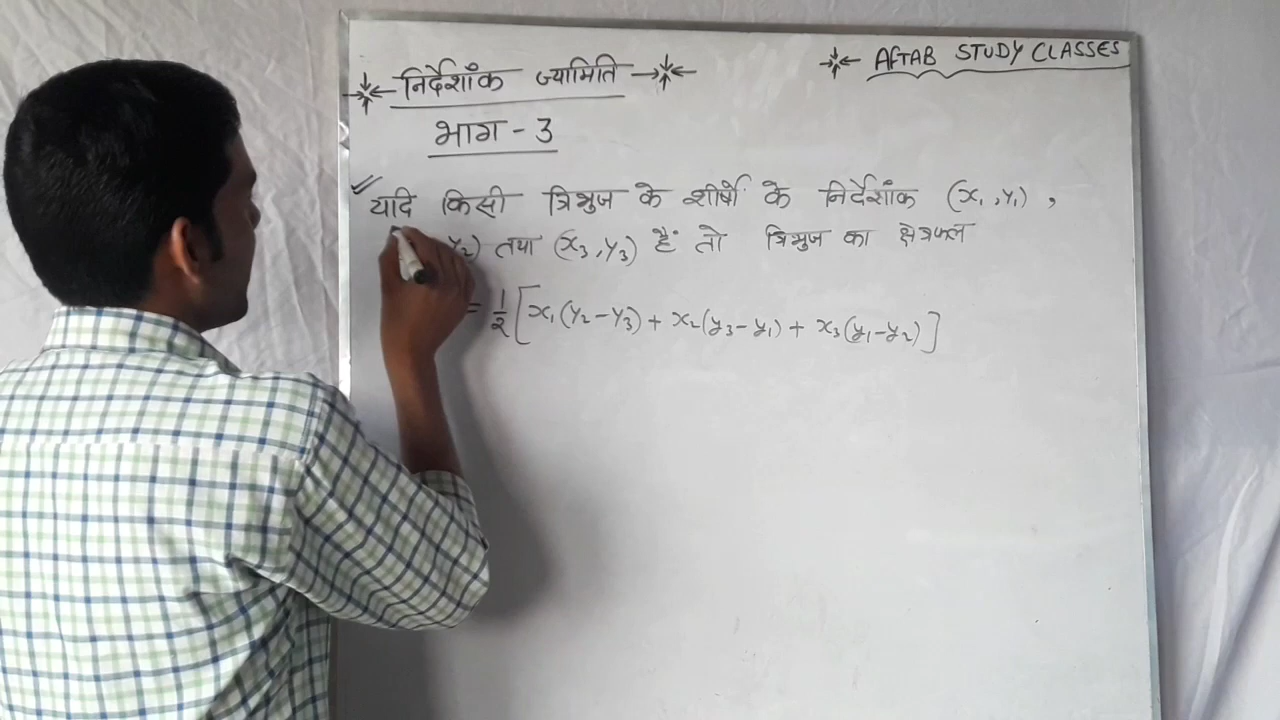 निर्देशांक ज्यामिति
AFTAB STUDY CLASSES
भाग - 3
यदि किसी त्रिभुज के शीर्षों के निर्देशांक (x₁, y₁) ,
y₂) तथा (x₃, y₃) हैं तो त्रिभुज का क्षेत्रफल
= 1/2 [x₁(y₂-y₃) + x₂(y₃-y₁) + x₃(y₁-y₂)]